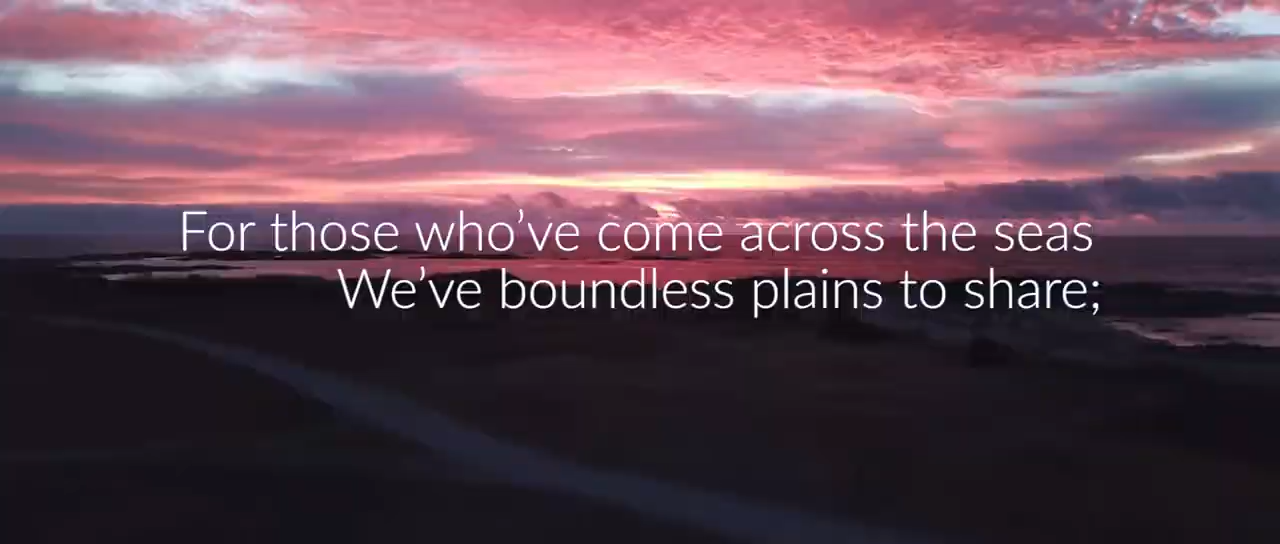 For those who’ve come across the seas
We’ve boundless plains to share;